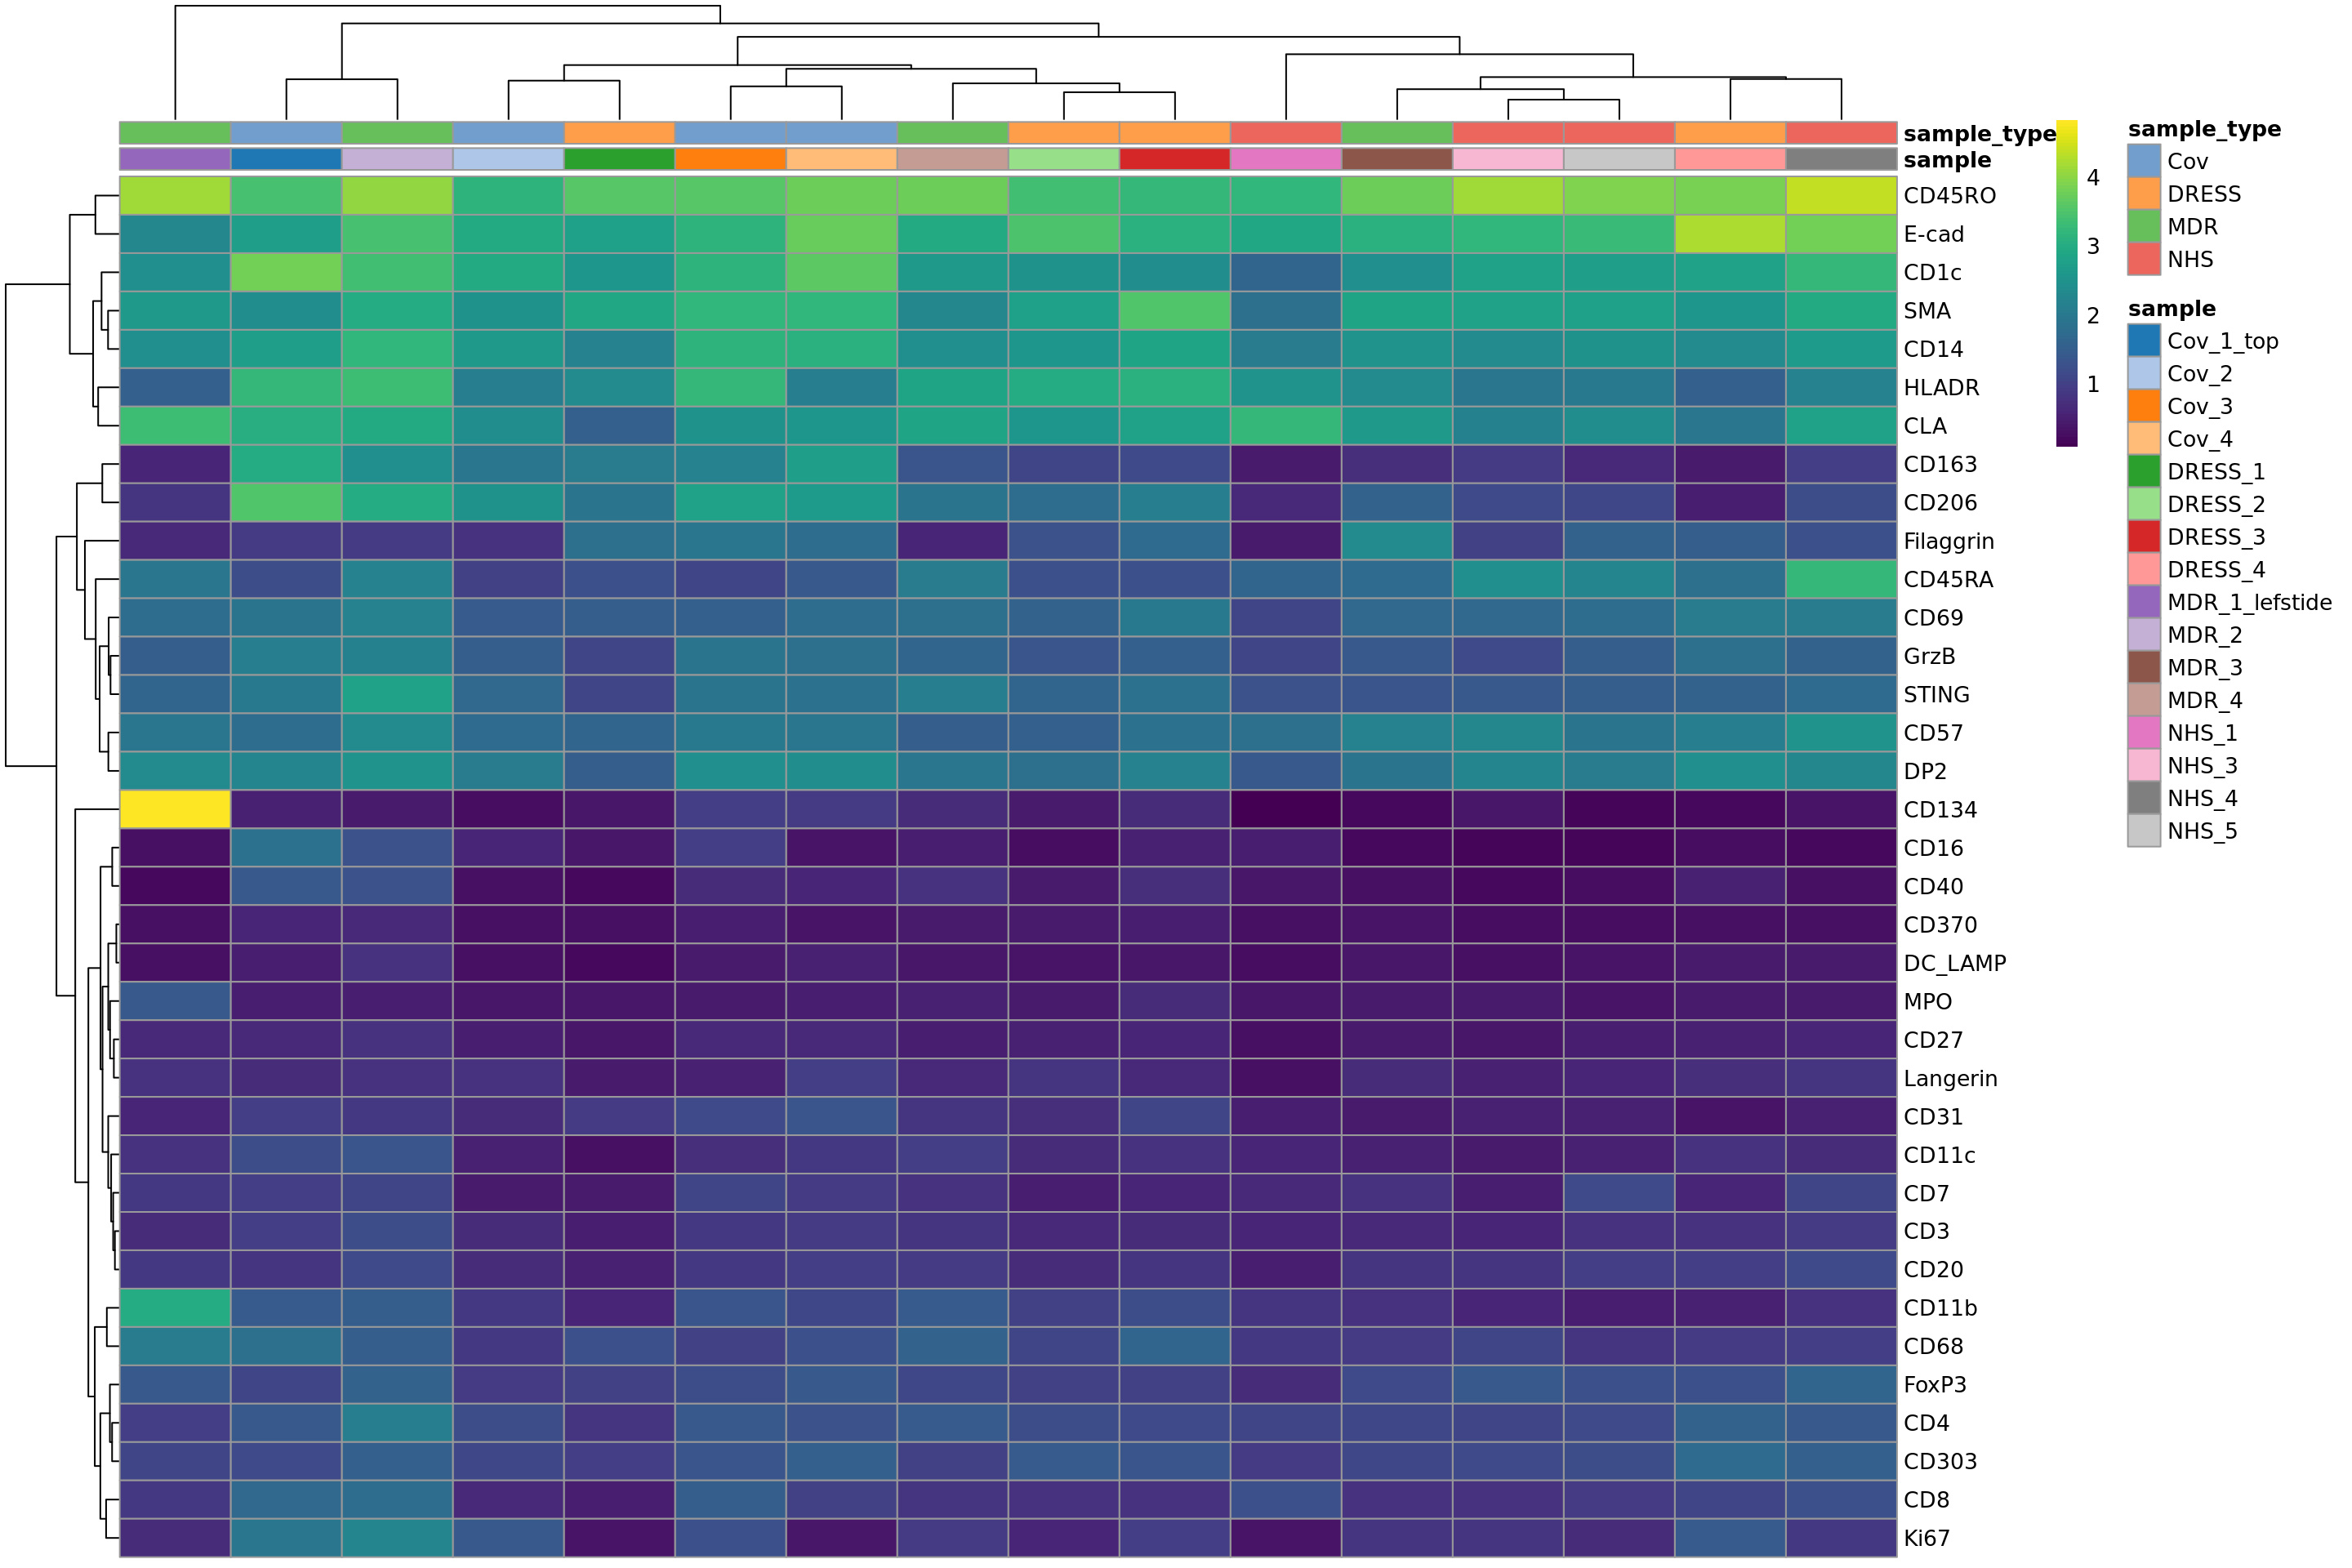 sample_type
sample
CD45RO
E-cad
CD1c
SMA
CD14
HLADR
CLA
CD163
CD206
Filaggrin
CD45RA
CD69
GrzB
STING
CD57
DP2
CD134
CD16
CD40
CD370
DC_LAMP
MPO
CD27
Langerin
CD31
CD11c
CD7
CD3
CD20
CD11b
CD68
FoxP3
CD4
CD303
CD8
Ki67
4
3
2
1
sample_type
Cov
DRESS
MDR
NHS
sample
Cov_1_top
Cov_2
Cov_3
Cov_4
DRESS_1
DRESS_2
DRESS_3
DRESS_4
MDR_1_lefstide
MDR_2
MDR_3
MDR_4
NHS_1
NHS_3
NHS_4
NHS_5